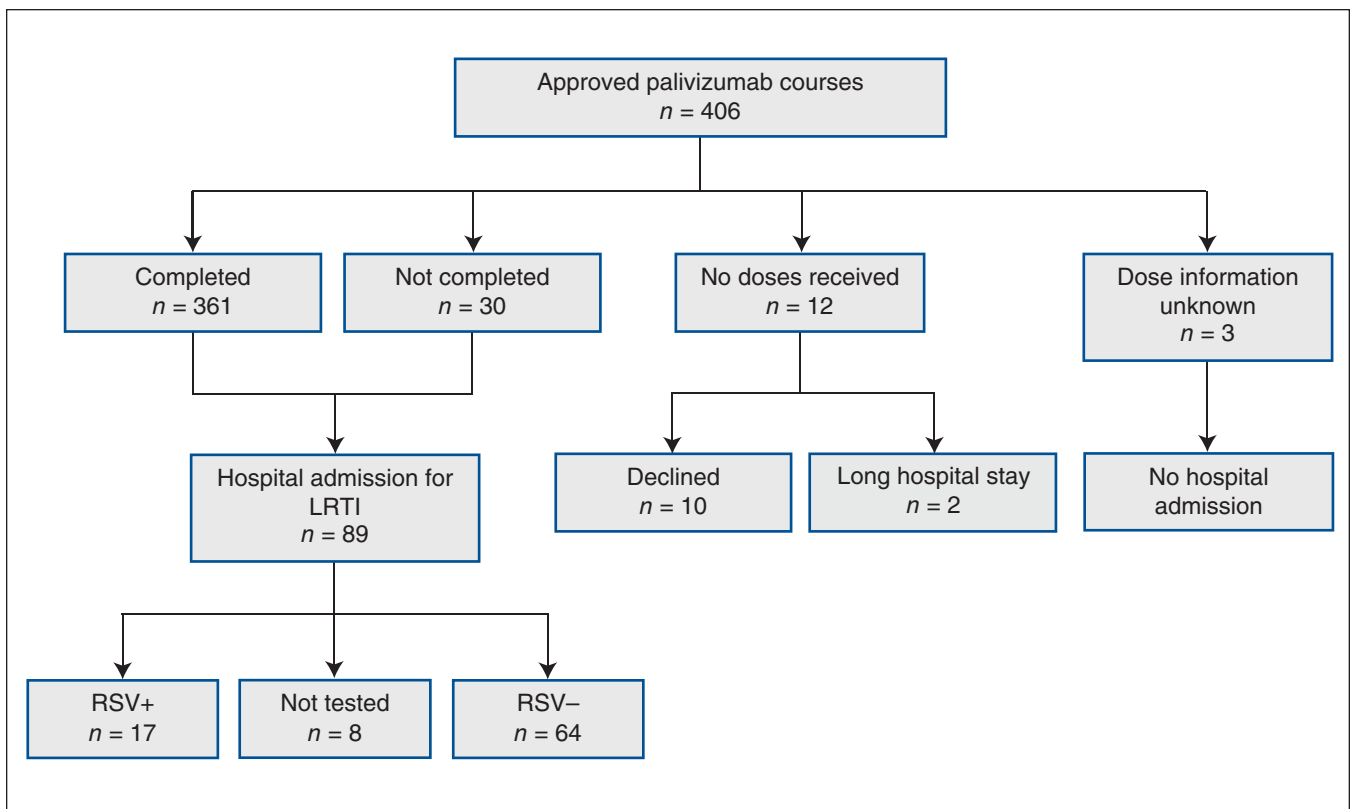 Approved palivizumab courses
n = 406
Completed
n = 361
Not completed
n = 30
No doses received
n = 12
Dose information
unknown
n = 3
Hospital admission for
LRTI
n = 89
Declined
n = 10
Long hospital stay
n = 2
No hospital
admission
RSV+
n = 17
Not tested
n = 8
RSV–
n = 64